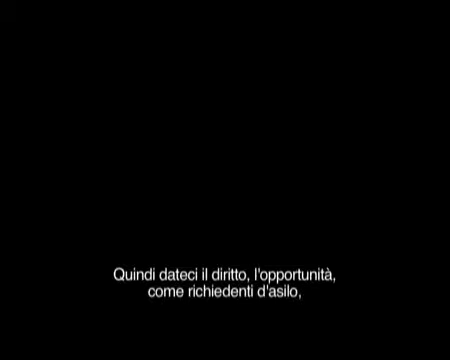 Quindi dateci il diritto, l'opportunità,
come richiedenti d'asilo,